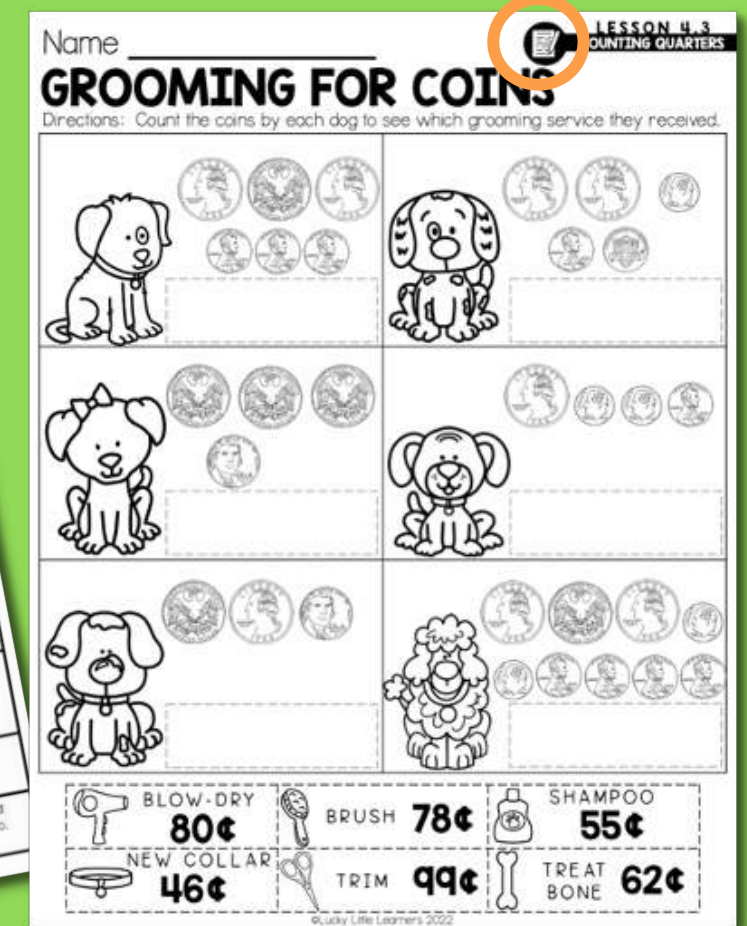 LESSON 4.3
OUNTING QUARTERS
Name
GROOMING FOR COINS
Directions: Count the coins by each dog to see which grooming service they received.
BLOW-DRY
80¢
BRUSH 78¢
SHAMPOO
55¢
NEW COLLAR
46¢
TRIM 99¢
TREAT
BONE 62¢
©Lucky Little Learners 2022